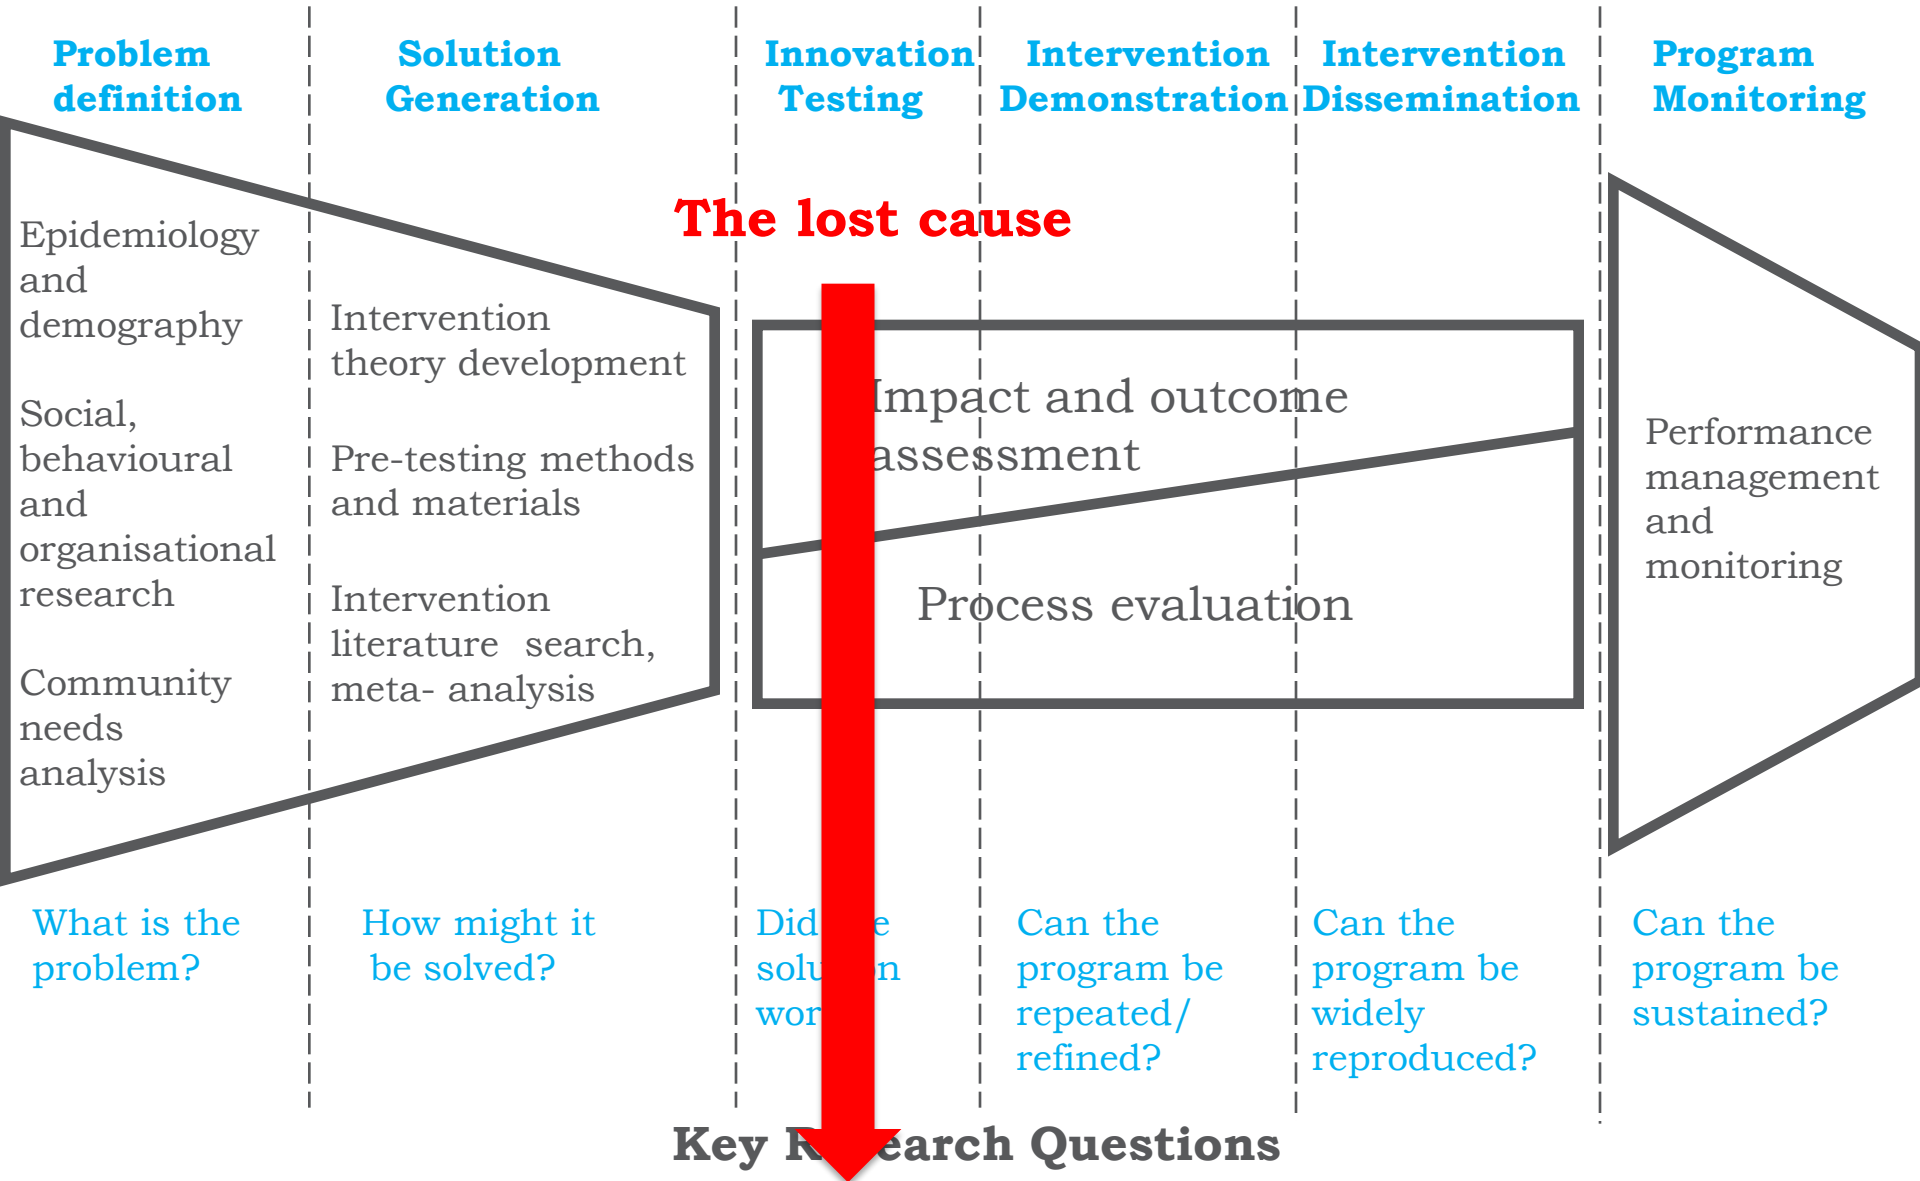 Problem
definition
Solution
Generation
Innovation
Testing
Intervention
Demonstration
Intervention
Dissemination
Program
Monitoring
The lost cause
Epidemiology
and
demography
Social,
behavioural
and
organisational
research
Community
needs
analysis
Intervention
theory development
Pre-testing methods
and materials
Intervention
literature search,
meta- analysis
Impact and outcome
assessment
Process evaluation
Performance
management
and
monitoring
What is the
problem?
How might it
be solved?
Did
Can the
program be
repeated/
refined?
Can the
program be
widely
reproduced?
Can the
program be
sustained?
Key Research Questions